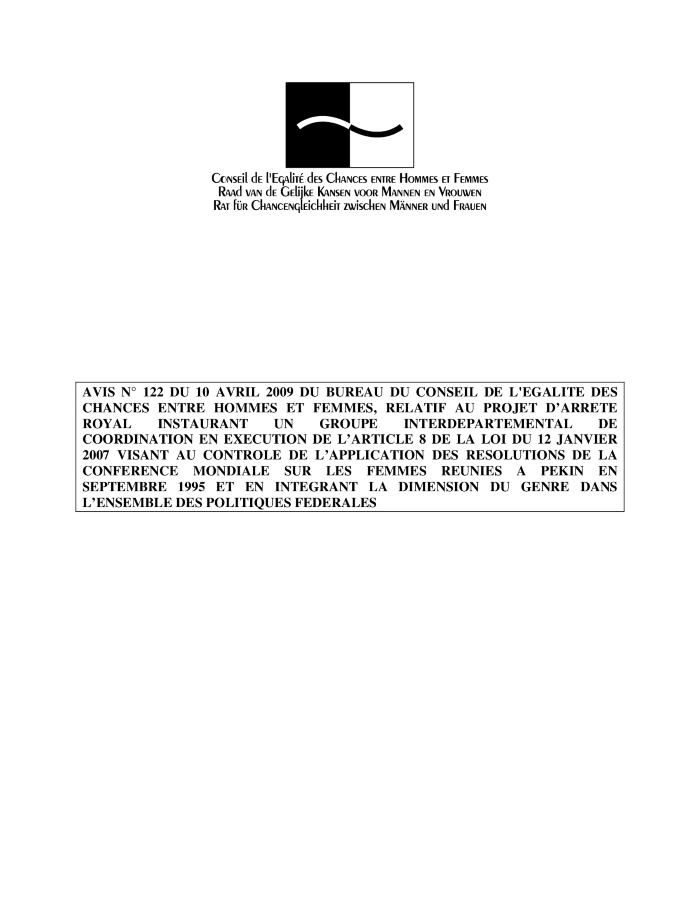 Conseil de l'Egalité des Chances entre Hommes et Femmes
Raad van de Gelijke Kansen voor Mannen en Vrouwen
Rat für Chancengleichheit zwischen Männer und Frauen
AVIS N° 122 DU 10 AVRIL 2009 DU BUREAU DU CONSEIL DE L'EGALITE DES
CHANCES ENTRE HOMMES ET FEMMES, RELATIF AU PROJET D’ARRETE
ROYAL INSTAURANT UN GROUPE INTERDEPARTEMENTAL DE
COORDINATION EN EXECUTION DE L’ARTICLE 8 DE LA LOI DU 12 JANVIER
2007 VISANT AU CONTROLE DE L’APPLICATION DES RESOLUTIONS DE LA
CONFERENCE MONDIALE SUR LES FEMMES REUNIES A PEKIN EN
SEPTEMBRE 1995 ET EN INTEGRANT LA DIMENSION DU GENRE DANS
L’ENSEMBLE DES POLITIQUES FEDERALES